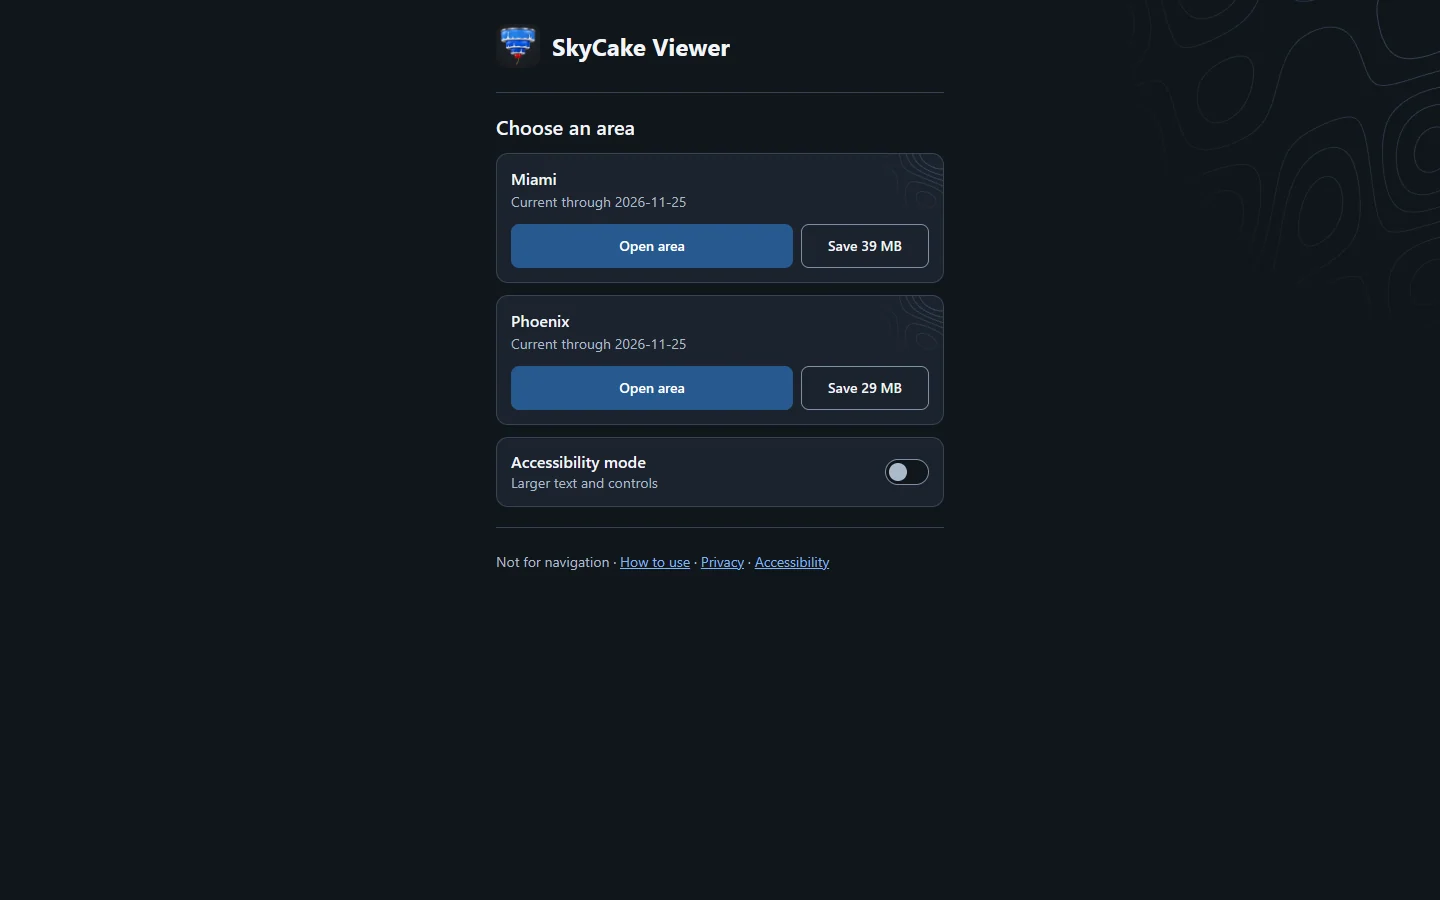 SkyCake Viewer
Choose an area
Miami
Current through 2026-11-25
Open area
Save 39 MB
Phoenix
Current through 2026-11-25
Open area
Save 29 MB
Accessibility mode
Larger text and controls
Not for navigation · How to use · Privacy · Accessibility